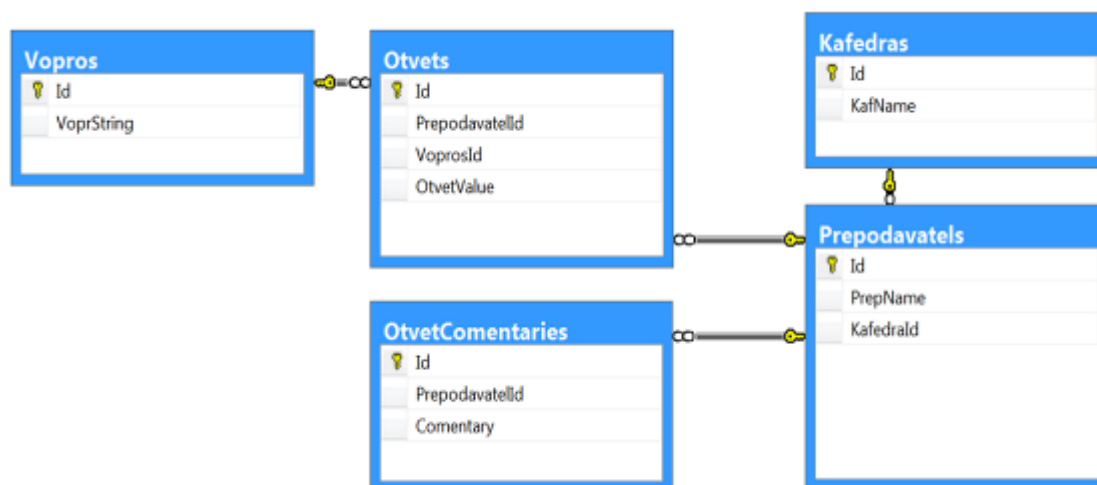 Vopros
Id
VoprString
Otvets
Id
PrepodavatelId
VoprosId
OtvetValue
Kafedras
Id
KafName
Prepodavatels
Id
PrepName
KafedraId
OtvetComentaries
Id
PrepodavatelId
Comentary